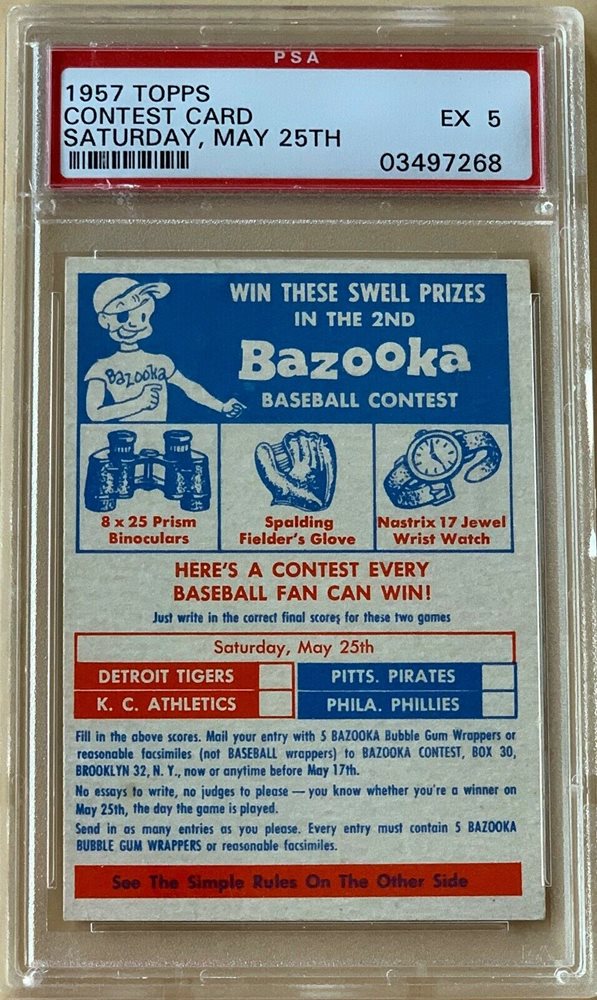 PSA
1957 TOPPS
CONTEST CARD
EX 5
SATURDAY, MAY 25TH
03497268
WIN THESE SWELL PRIZES
IN THE 2ND
Bazooka
BASEBALL CONTEST
Bazooka
8 x 25 Prism
Binoculars
Spalding
Fielder's Glove
Nastrix 17 Jewel
Wrist Watch
HERE'S A CONTEST EVERY
BASEBALL FAN CAN WIN!
Just write in the correct final scores for these two games
Saturday, May 25th
DETROIT TIGERS
K. C. ATHLETICS
PITTS. PIRATES
PHILA. PHILLIES
Fill in the above scores. Mail your entry with 5 BAZOOKA Bubble Gum Wrappers or
reasonable facsimiles (not BASEBALL wrappers) to BAZOOKA CONTEST, BOX 30,
BROOKLYN 32, N. Y., now or anytime before May 17th.
No essays to write, no judges to please — you know whether you're a winner on
May 25th, the day the game is played.
Send in as many entries as you please. Every entry must contain 5 BAZOOKA
BUBBLE GUM WRAPPERS or reasonable facsimiles.
See The Simple Rules On The Other Side